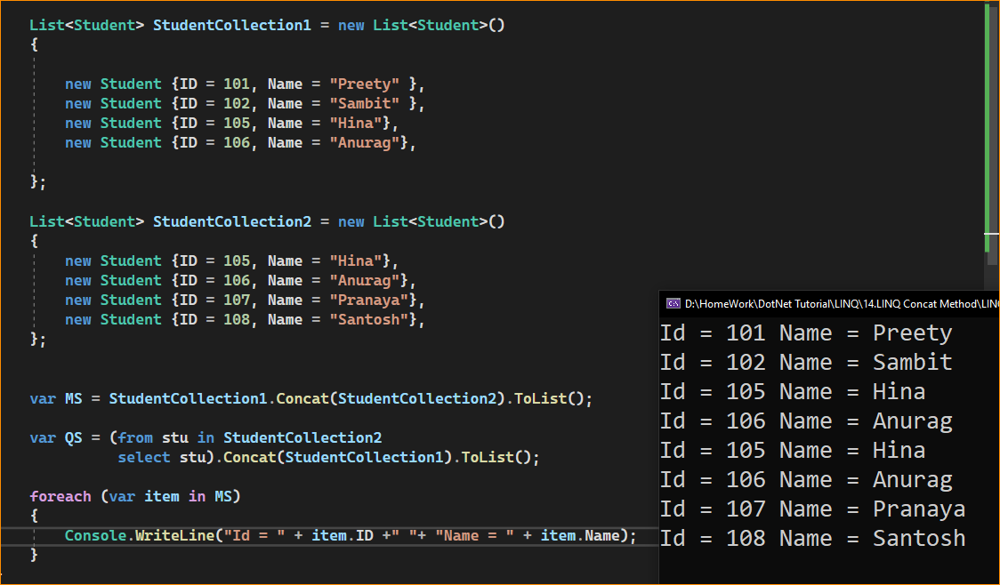 List<Student> StudentCollection1 = new List<Student>()
{
new Student {ID = 101, Name = "Preety" },
new Student {ID = 102, Name = "Sambit" },
new Student {ID = 105, Name = "Hina"},
new Student {ID = 106, Name = "Anurag"},
};
List<Student> StudentCollection2 = new List<Student>()
{
new Student {ID = 105, Name = "Hina"},
new Student {ID = 106, Name = "Anurag"},
new Student {ID = 107, Name = "Pranaya"},
new Student {ID = 108, Name = "Santosh"},
};
var MS = StudentCollection1.Concat(StudentCollection2).ToList();
var QS = (from stu in StudentCollection2
select stu).Concat(StudentCollection1).ToList();
foreach (var item in MS)
{
Console.WriteLine("Id = " + item.ID +" "+ "Name = " + item.Name);
}
D:\HomeWork\DotNet Tutorial\LINQ\14.LINQ Concat Method\LINQ
Id = 101 Name = Preety
Id = 102 Name = Sambit
Id = 105 Name = Hina
Id = 106 Name = Anurag
Id = 105 Name = Hina
Id = 106 Name = Anurag
Id = 107 Name = Pranaya
Id = 108 Name = Santosh